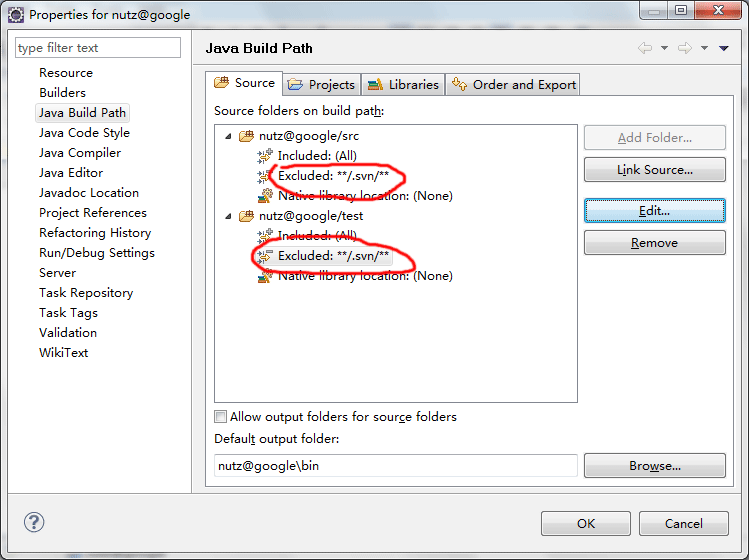 Properties for nutz@google
type filter text
Resource
Builders
Java Build Path
Java Code Style
Java Compiler
Java Editor
Javadoc Location
Project References
Refactoring History
Run/Debug Settings
Server
Task Repository
Task Tags
Validation
WikiText
Java Build Path
Source
Projects
Libraries
Order and Export
Source folders on build path:
nutz@google/src
Included: (All)
Excluded: **/.svn/**
Native library location: (None)
nutz@google/test
Included: (All)
Excluded: **/.svn/**
Native library location: (None)
Add Folder...
Link Source...
Edit...
Remove
Allow output folders for source folders
Default output folder:
nutz@google\bin
Browse...
OK
Cancel